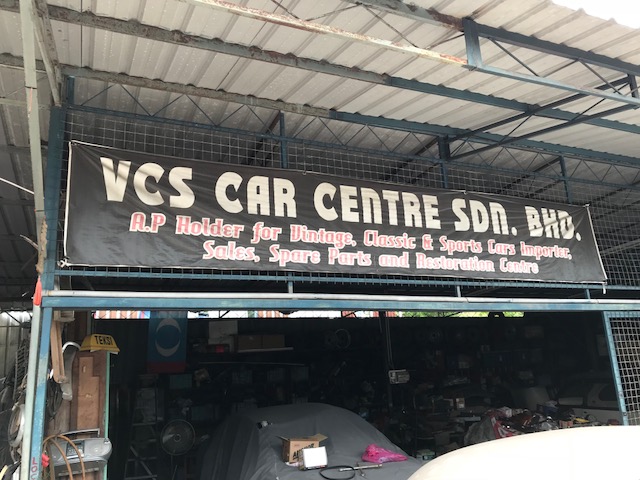 VCS CAR CENTRE SDN. BHD.
A.P Holder for Vintage, Classic & Sports Cars Importer,
Sales, Spare Parts and Restoration Centre
TEKSI